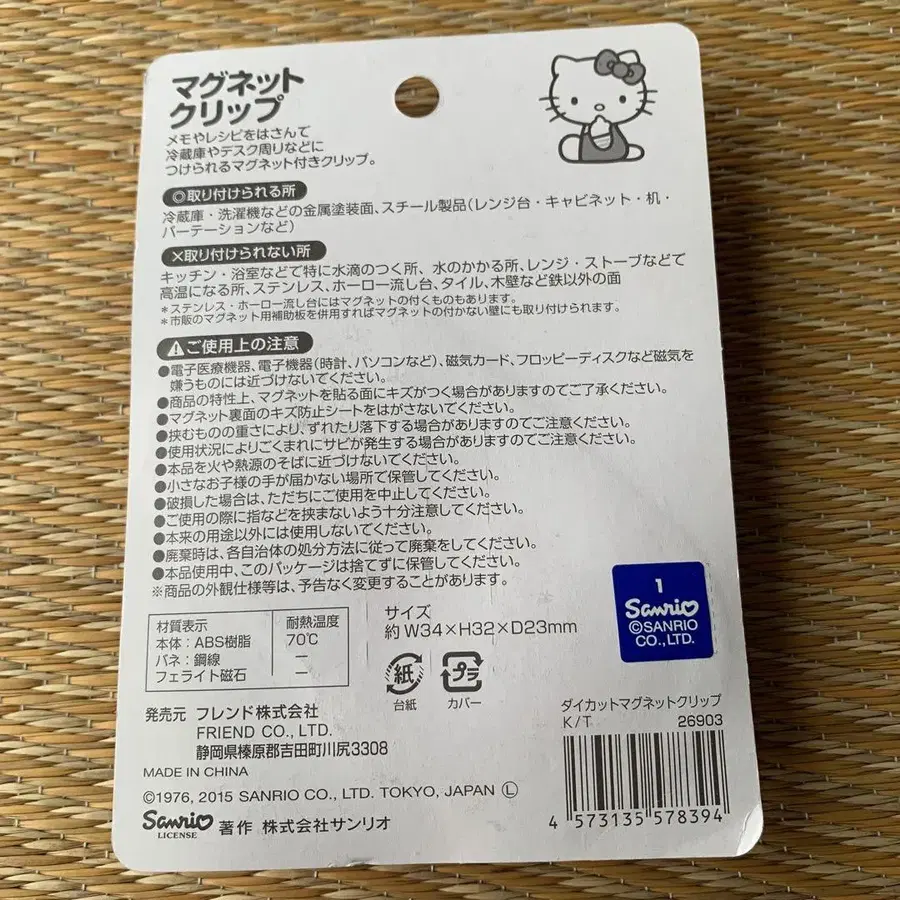 マグネット
クリップ
メモやレシピをはさんで
冷蔵庫やデスク周りなどに
つけられるマグネット付きクリップ。
◎取り付けられる所
冷蔵庫・洗濯機などの金属塗装面、スチール製品(レンジ台・キャビネット・机・
パーテーションなど)
×取り付けられない所
キッチン・浴室などで特に水滴のつく所、水のかかる所、レンジ・ストーブなどで
高温になる所、ステンレス、ホーロー流し台、タイル、木壁など鉄以外の面
*ステンレス・ホーロー流し台にはマグネットの付くものもあります。
*市販のマグネット用補助板を併用すればマグネットの付かない壁にも取り付けられます。
⚠ご使用上の注意
●電子医療機器、電子機器(時計、パソコンなど)、磁気カード、フロッピーディスクなど磁気を
嫌うものには近づけないでください。
●商品の特性上、マグネットを貼る面にキズがつく場合がありますのでご了承ください。
●マグネット裏面のキズ防止シートをはがさないでください。
●挟むものの重さにより、ずれたり落下する場合がありますのでご注意ください。
●使用状況によりごくまれにサビが発生する場合がありますのでご注意ください。
●本品を火や熱源のそばに近づけないでください。
●小さなお子様の手が届かない場所で保管してください。
●破損した場合は、ただちにご使用を中止してください。
●ご使用の際に指などを挟まないよう十分注意してください。
●本来の用途以外には使用しないでください。
●廃棄時は、各自治体の処分方法に従って廃棄をしてください。
●本品使用中、このパッケージは捨てずに保管してください。
※商品の外観仕様等は、予告なく変更することがあります。
材質表示 耐熱温度
本体:ABS樹脂 70℃
バネ:鋼線 ―
フェライト磁石 ―
サイズ
約 W34×H32×D23mm
紙 プラ
台紙 カバー
1
Sanrio
©SANRIO
CO., LTD.
発売元 フレンド株式会社
FRIEND CO., LTD.
静岡県榛原郡吉田町川尻3308
MADE IN CHINA
©1976, 2015 SANRIO CO., LTD. TOKYO, JAPAN Ⓛ
Sanrio
LICENSE
著作 株式会社サンリオ
ダイカットマグネットクリップ
K/T 26903
4 573135 578394